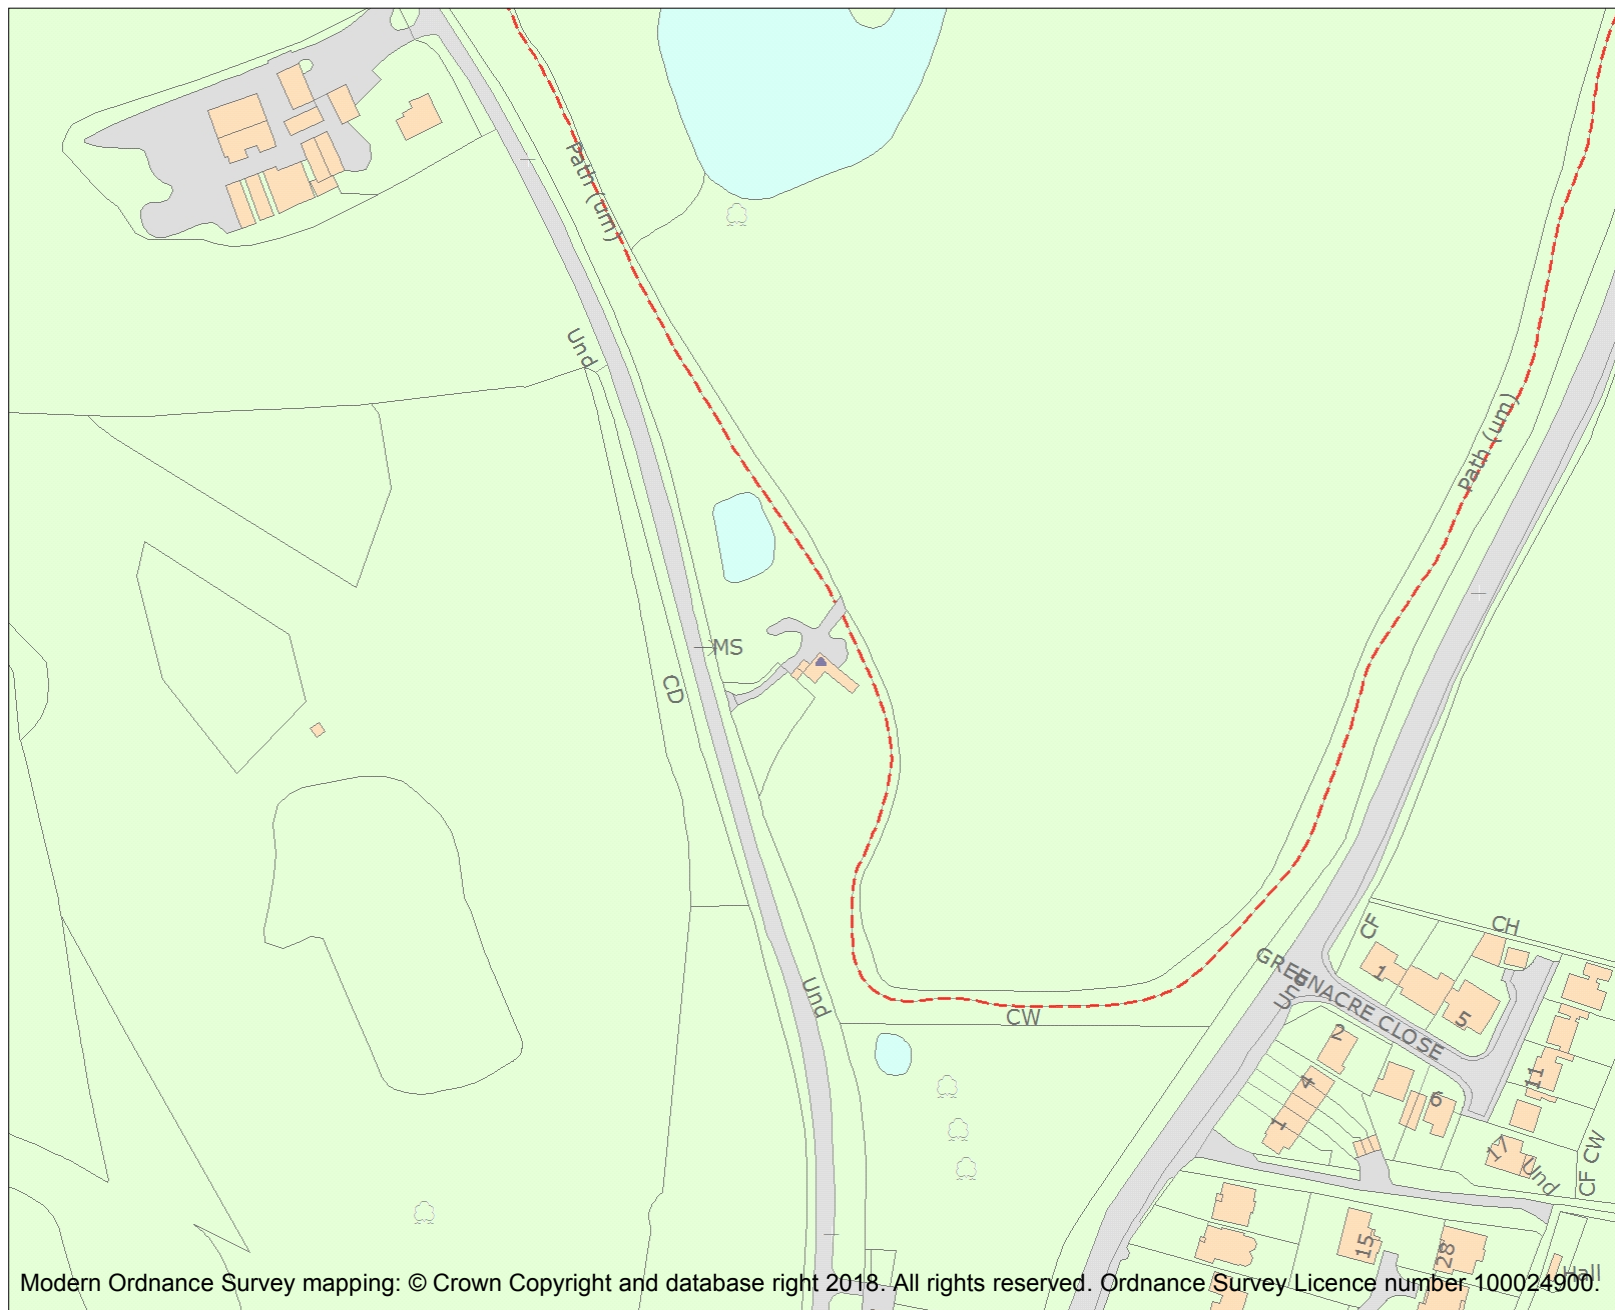 Path (um)
Und
Path (um)
MS
CD
CF
CH
GREENACRE CLOSE
1
Und
Und
5
CW
2
11
4
6
1
17
Und
CF CW
15
28
Hall
Modern Ordnance Survey mapping: © Crown Copyright and database right 2018. All rights reserved. Ordnance Survey Licence number 100024900.